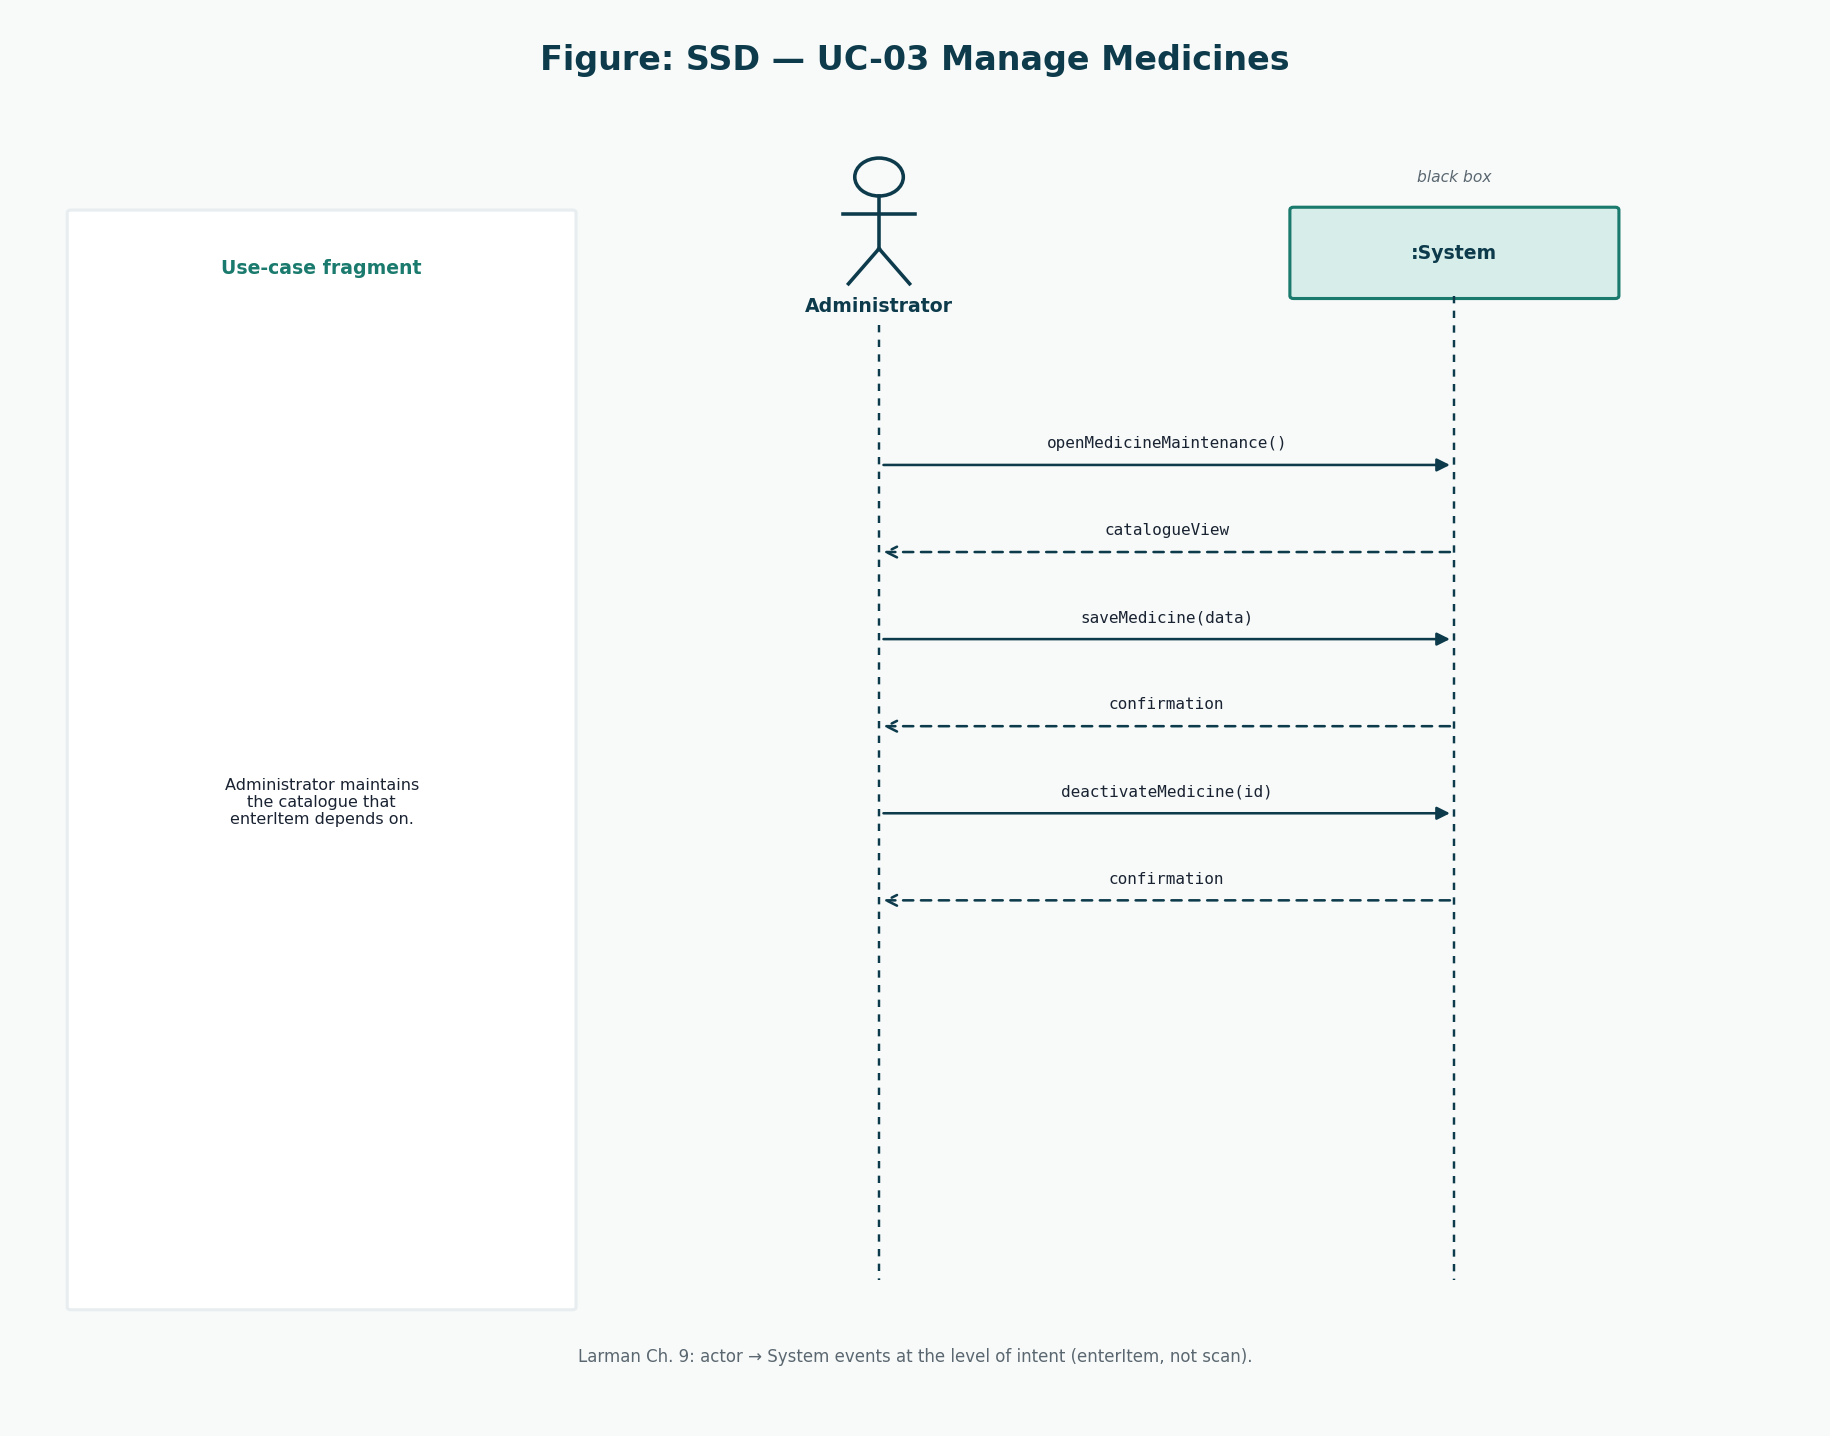 Figure: SSD — UC-03 Manage Medicines
black box
Use-case fragment
:System
Administrator
openMedicineMaintenance()
catalogueView
saveMedicine(data)
confirmation
Administrator maintains
the catalogue that
enterItem depends on.
deactivateMedicine(id)
confirmation
Larman Ch. 9: actor → System events at the level of intent (enterItem, not scan).